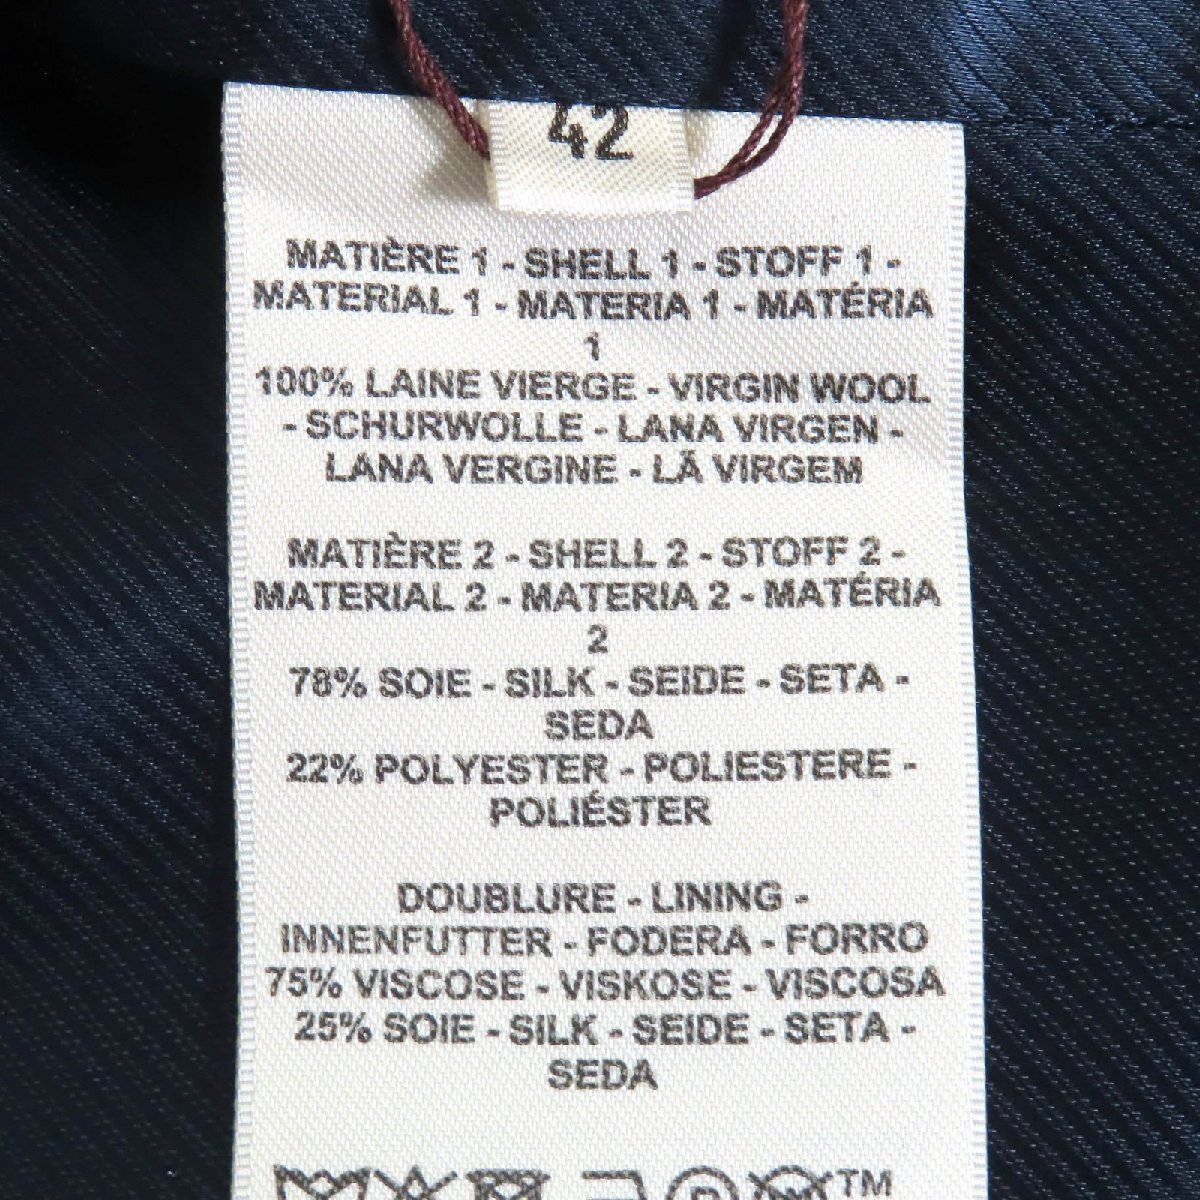 42
MATIÈRE 1 - SHELL 1 - STOFF 1 -
MATERIAL 1 - MATERIA 1 - MATÉRIA
1
100% LAINE VIERGE - VIRGIN WOOL
- SCHURWOLLE - LANA VIRGEN -
LANA VERGINE - LÃ VIRGEM
MATIÈRE 2 - SHELL 2 - STOFF 2 -
MATERIAL 2 - MATERIA 2 - MATÉRIA
2
78% SOIE - SILK - SEIDE - SETA -
SEDA
22% POLYESTER - POLIESTERE -
POLIÉSTER
DOUBLURE - LINING -
INNENFUTTER - FODERA - FORRO
75% VISCOSE - VISKOSE - VISCOSA
25% SOIE - SILK - SEIDE - SETA -
SEDA
TM